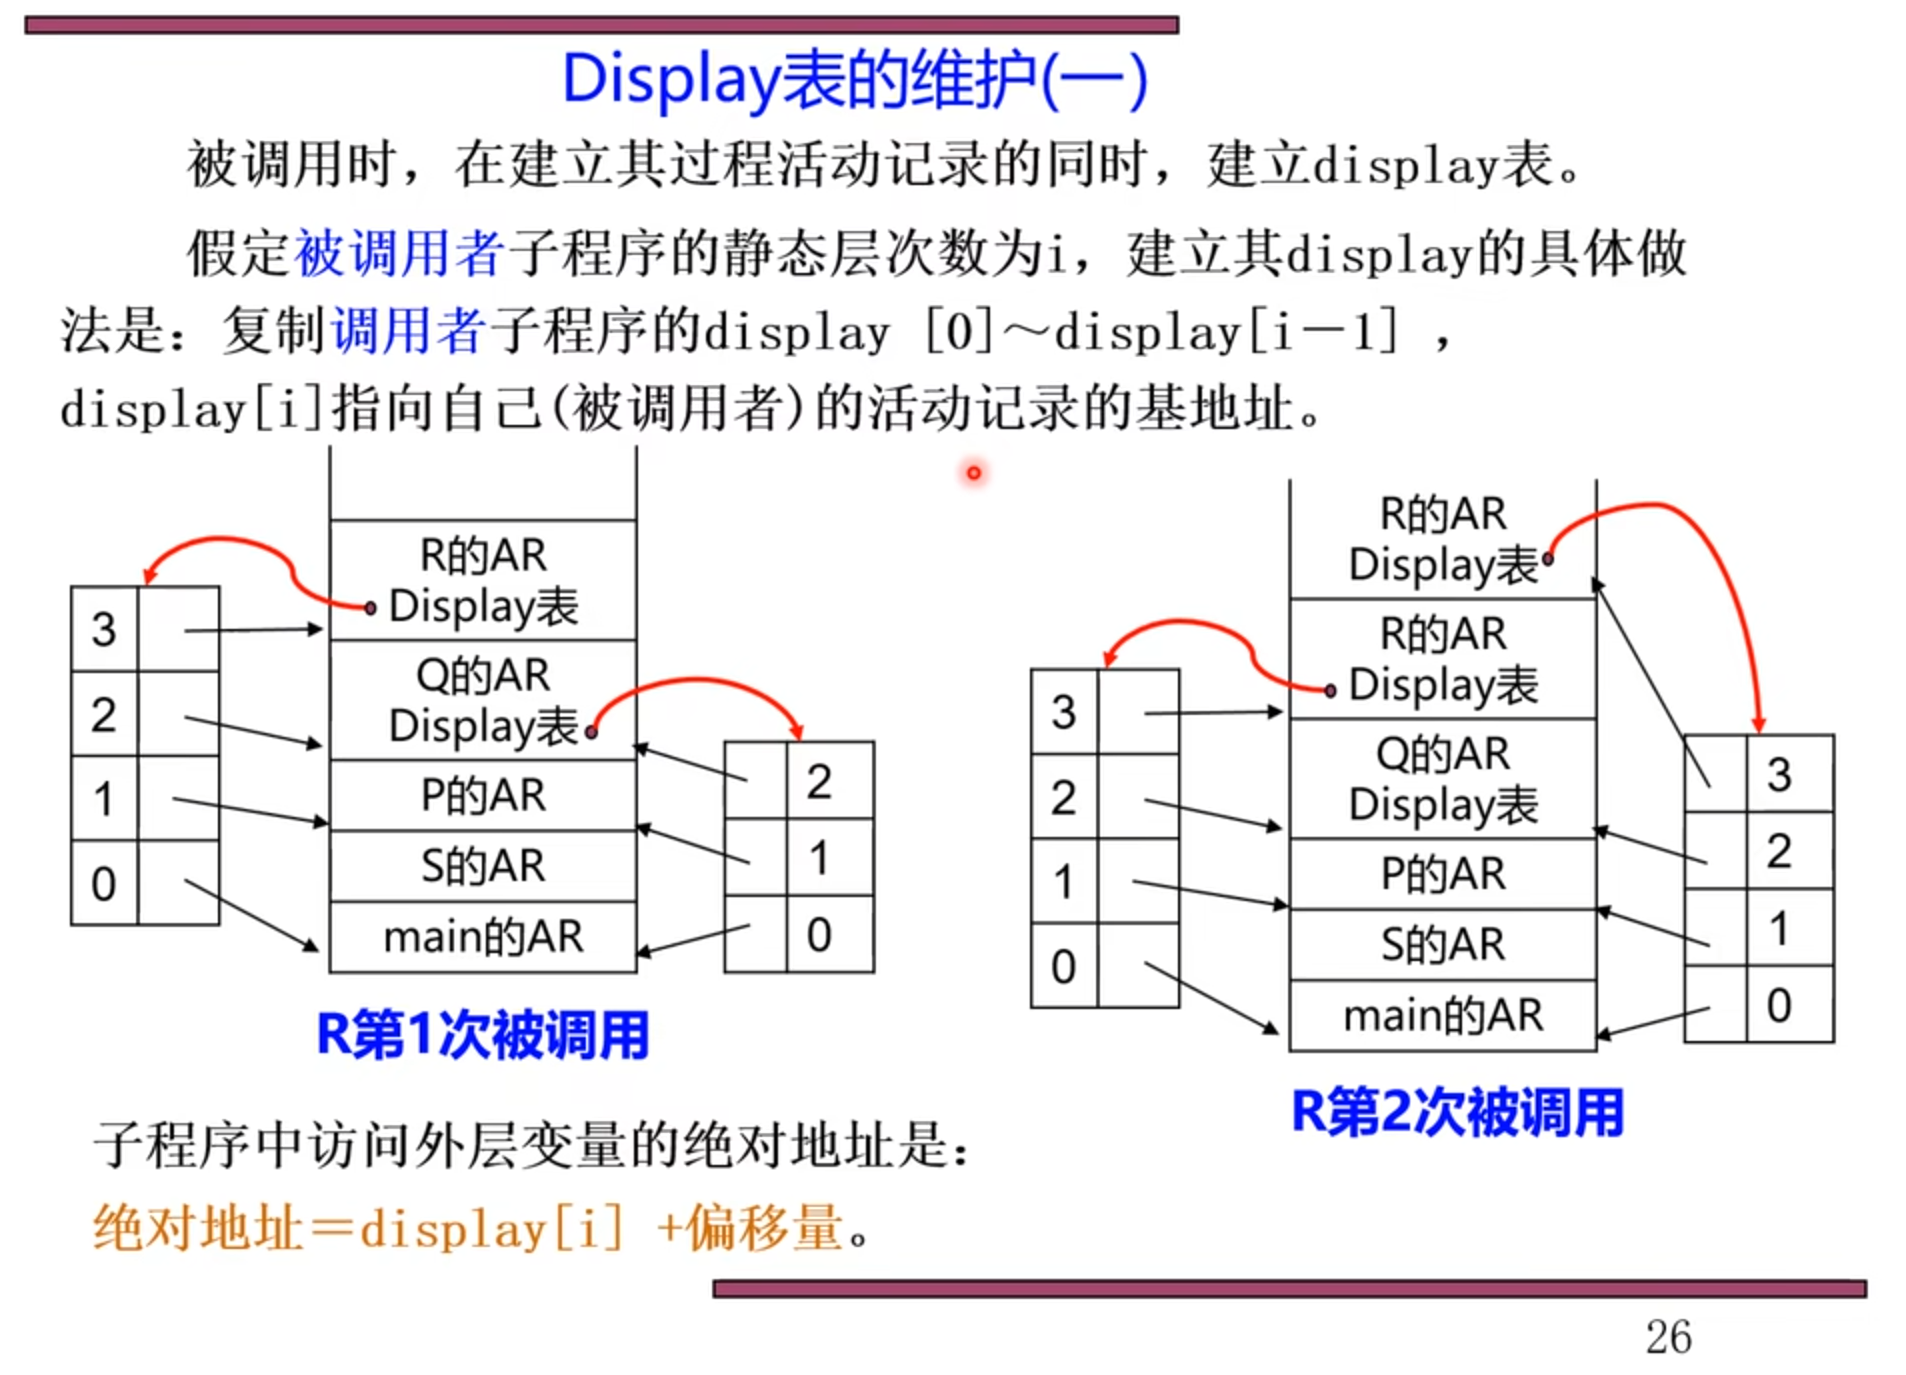 Display表的维护(一)
被调用时，在建立其过程活动记录的同时，建立display表。
假定被调用者子程序的静态层次数为i，建立其display的具体做
法是：复制调用者子程序的display [0]～display[i－1] ，
display[i]指向自己(被调用者)的活动记录的基地址。
R的AR
Display表
Q的AR
Display表
P的AR
S的AR
main的AR
3
2
1
0
2
1
0
R第1次被调用
R的AR
Display表
R的AR
Display表
Q的AR
Display表
P的AR
S的AR
main的AR
3
2
1
0
3
2
1
0
R第2次被调用
子程序中访问外层变量的绝对地址是：
绝对地址＝display[i] +偏移量。
26